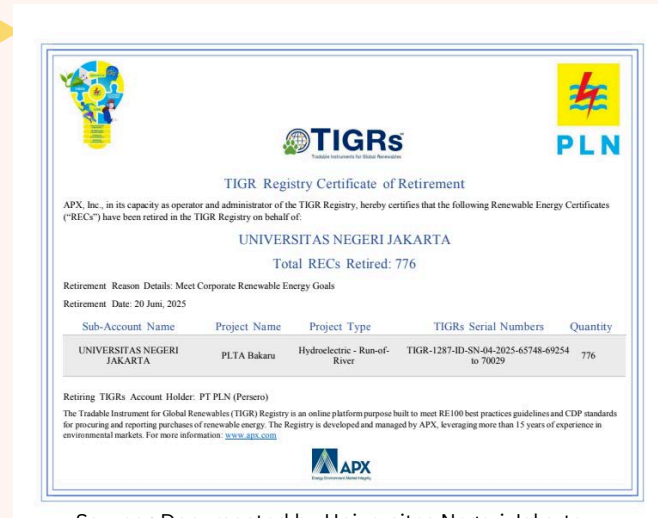 TIGRs
Tradable Instruments for Global Renewables
PLN
TIGR Registry Certificate of Retirement
APX, Inc., in its capacity as operator and administrator of the TIGR Registry, hereby certifies that the following Renewable Energy Certificates
("RECs") have been retired in the TIGR Registry on behalf of:
UNIVERSITAS NEGERI JAKARTA
Total RECs Retired: 776
Retirement Reason Details: Meet Corporate Renewable Energy Goals
Retirement Date: 20 Juni, 2025
Sub-Account Name Project Name Project Type TIGRs Serial Numbers Quantity
UNIVERSITAS NEGERI JAKARTA PLTA Bakaru Hydroelectric - Run-of-River TIGR-1287-ID-SN-04-2025-65748-69254 to 70029 776
Retiring TIGRs Account Holder: PT PLN (Persero)
The Tradable Instrument for Global Renewables (TIGR) Registry is an online platform purpose built to meet RE100 best practices guidelines and CDP standards
for procuring and reporting purchases of renewable energy. The Registry is developed and managed by APX, leveraging more than 15 years of experience in
environmental markets. For more information: www.apx.com
APX
Energy Environment Market Integrity